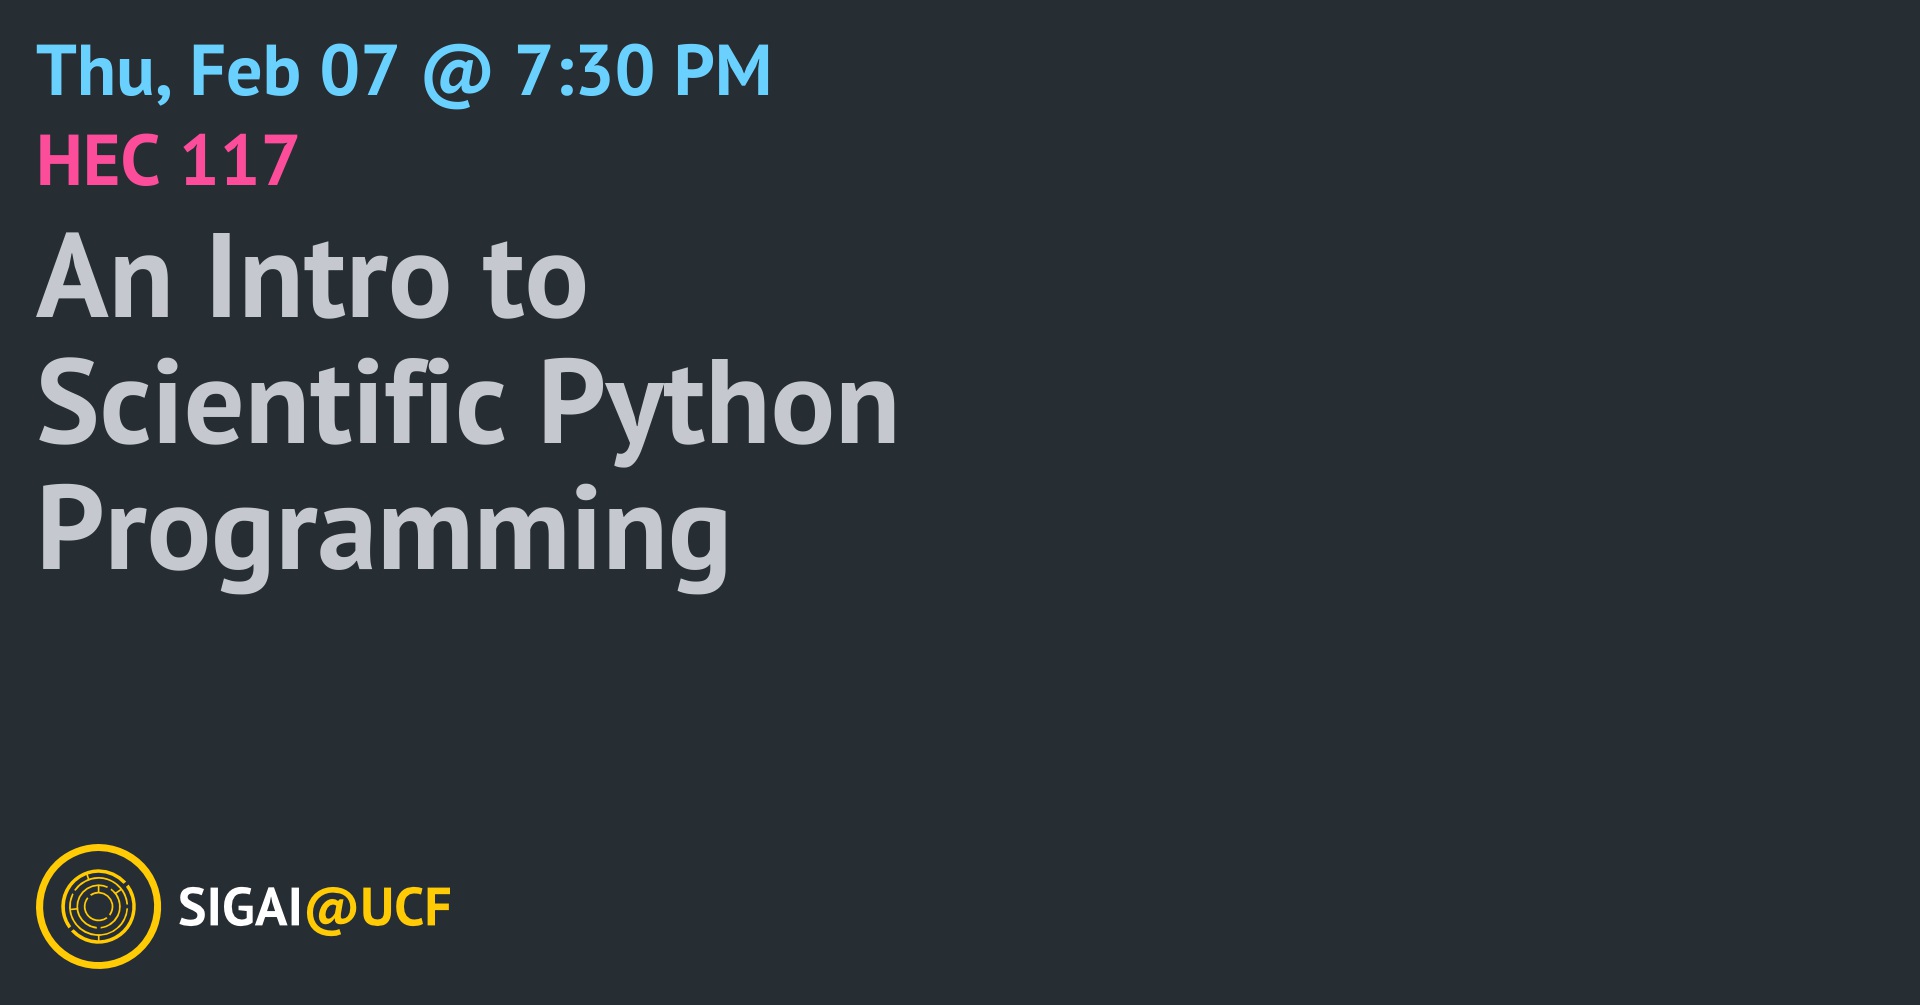 Thu, Feb 07 @ 7:30 PM
HEC 117
An Intro to
Scientific Python
Programming
SIGAI@UCF